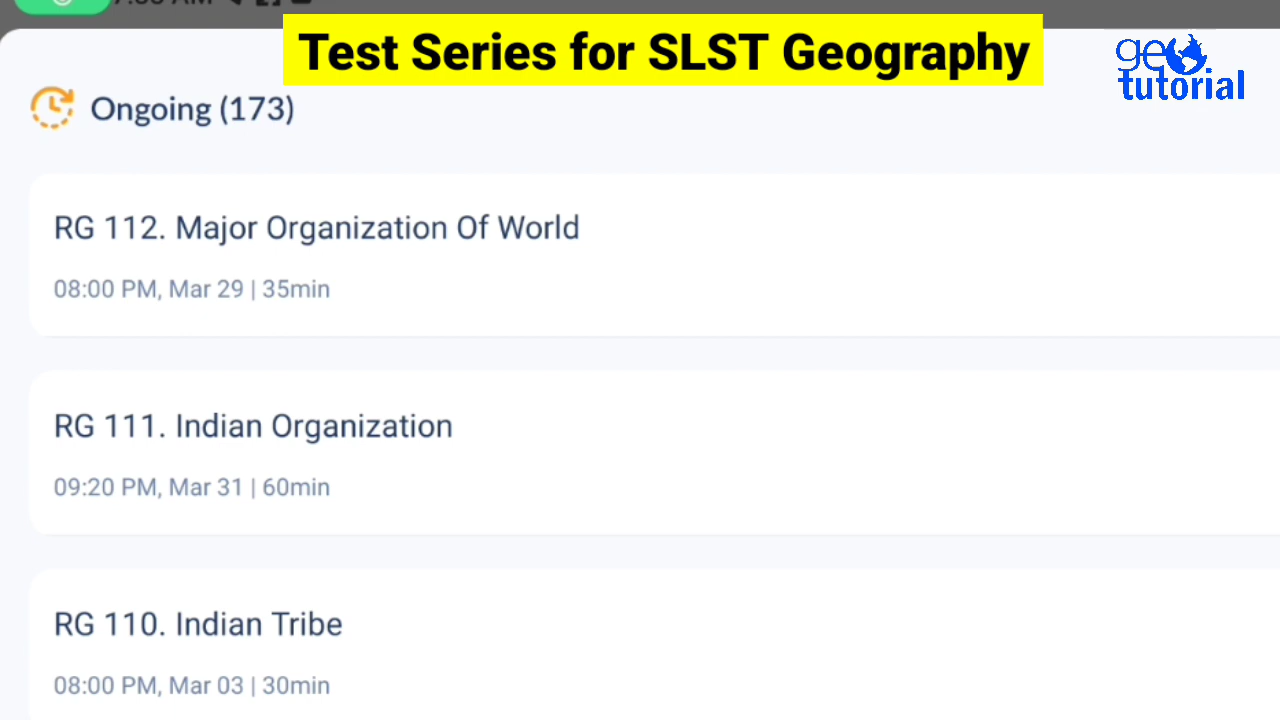 Test Series for SLST Geography
geo
tutorial
Ongoing (173)
RG 112. Major Organization Of World
08:00 PM, Mar 29 | 35min
RG 111. Indian Organization
09:20 PM, Mar 31 | 60min
RG 110. Indian Tribe
08:00 PM, Mar 03 | 30min